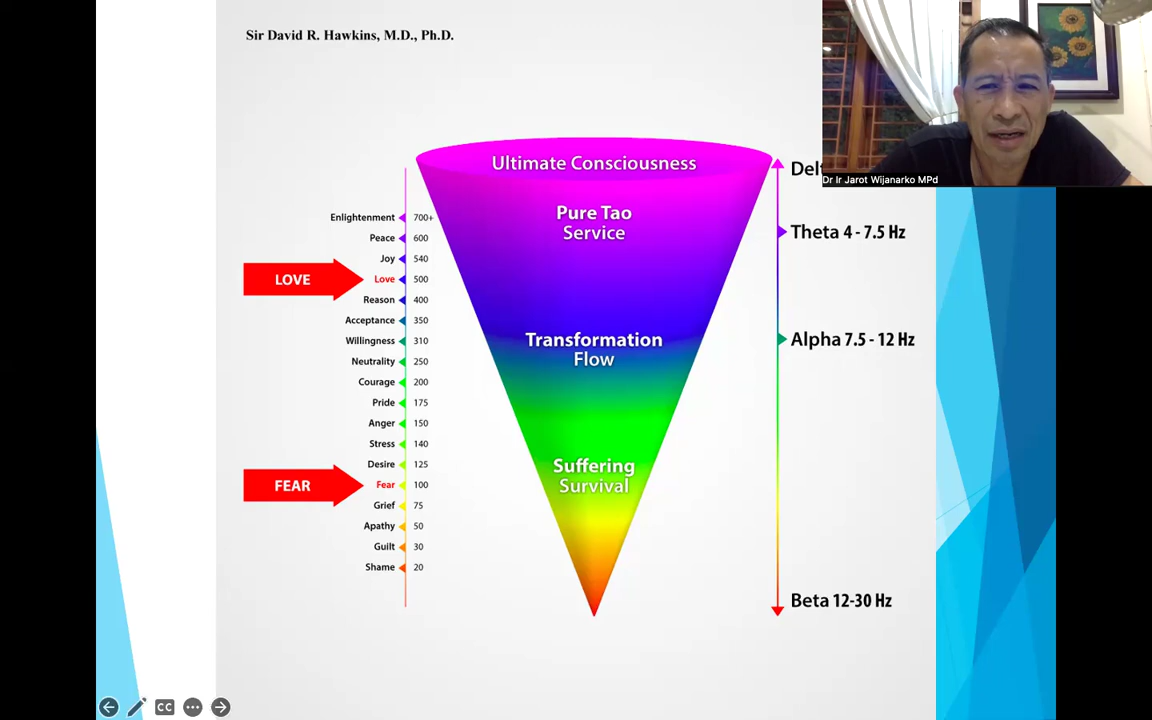 Sir David R. Hawkins, M.D., Ph.D.
Dr Ir Jarot Wijanarko MPd
Ultimate Consciousness
Pure Tao
Service
Transformation
Flow
Suffering
Survival
Enlightenment 700+
Peace 600
Joy 540
LOVE
Love 500
Reason 400
Acceptance 350
Willingness 310
Neutrality 250
Courage 200
Pride 175
Anger 150
Stress 140
Desire 125
FEAR
Fear 100
Grief 75
Apathy 50
Guilt 30
Shame 20
Theta 4 - 7.5 Hz
Alpha 7.5 - 12 Hz
Beta 12-30 Hz
CC